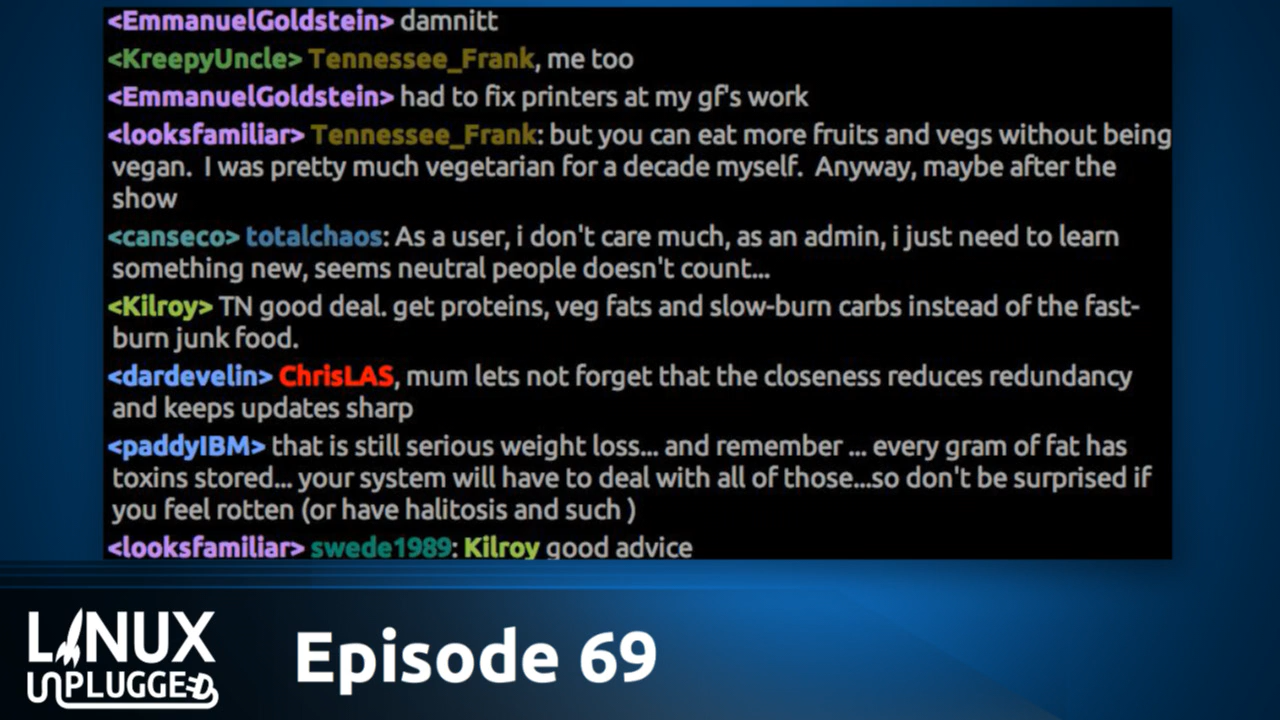 <EmmanuelGoldstein> damnitt
<KreepyUncle> Tennessee_Frank, me too
<EmmanuelGoldstein> had to fix printers at my gf's work
<looksfamiliar> Tennessee_Frank: but you can eat more fruits and vegs without being
vegan.  I was pretty much vegetarian for a decade myself.  Anyway, maybe after the
show
<canseco> totalchaos: As a user, i don't care much, as an admin, i just need to learn
something new, seems neutral people doesn't count...
<Kilroy> TN good deal. get proteins, veg fats and slow-burn carbs instead of the fast-
burn junk food.
<dardevelin> ChrisLAS, mum lets not forget that the closeness reduces redundancy
and keeps updates sharp
<paddyIBM> that is still serious weight loss... and remember ... every gram of fat has
toxins stored... your system will have to deal with all of those...so don't be surprised if
you feel rotten (or have halitosis and such )
<looksfamiliar> swede1989: Kilroy good advice
LINUX
UNPLUGGED
Episode 69